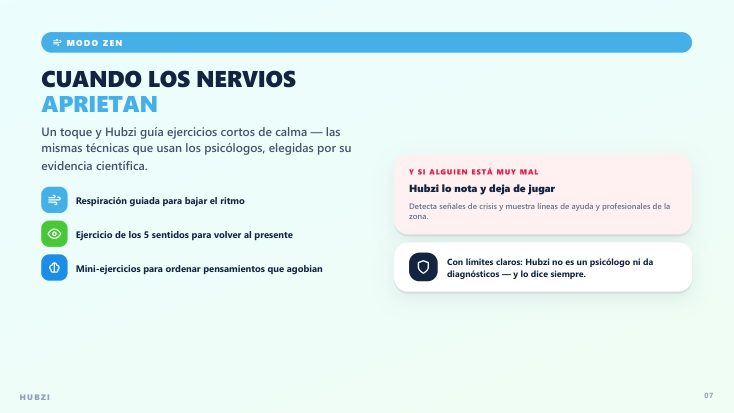 MODO ZEN
CUANDO LOS NERVIOS
APRIETAN
Un toque y Hubzi guía ejercicios cortos de calma — las
mismas técnicas que usan los psicólogos, elegidas por su
evidencia científica.
Respiración guiada para bajar el ritmo
Ejercicio de los 5 sentidos para volver al presente
Mini-ejercicios para ordenar pensamientos que agobian
Y SI ALGUIEN ESTÁ MUY MAL
Hubzi lo nota y deja de jugar
Detecta señales de crisis y muestra líneas de ayuda y profesionales de la
zona.
Con límites claros: Hubzi no es un psicólogo ni da
diagnósticos — y lo dice siempre.
HUBZI
07